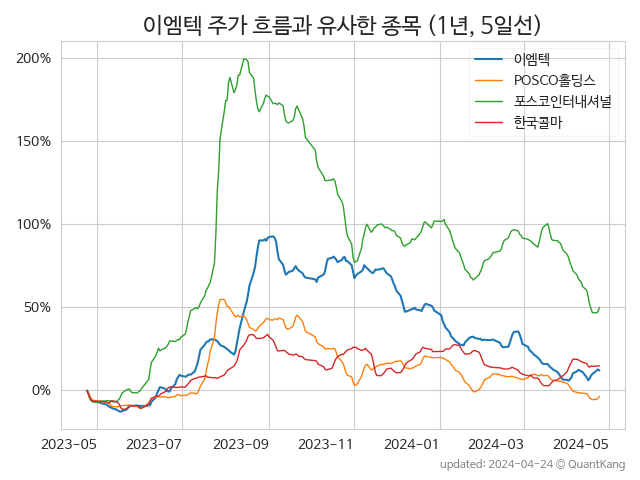 이엠텍 주가 흐름과 유사한 종목 (1년, 5일선)
이엠텍
POSCO홀딩스
포스코인터내셔널
한국콜마
200%
150%
100%
50%
0%
2023-05 2023-07 2023-09 2023-11 2024-01 2024-03 2024-05
updated: 2024-04-24 © QuantKang